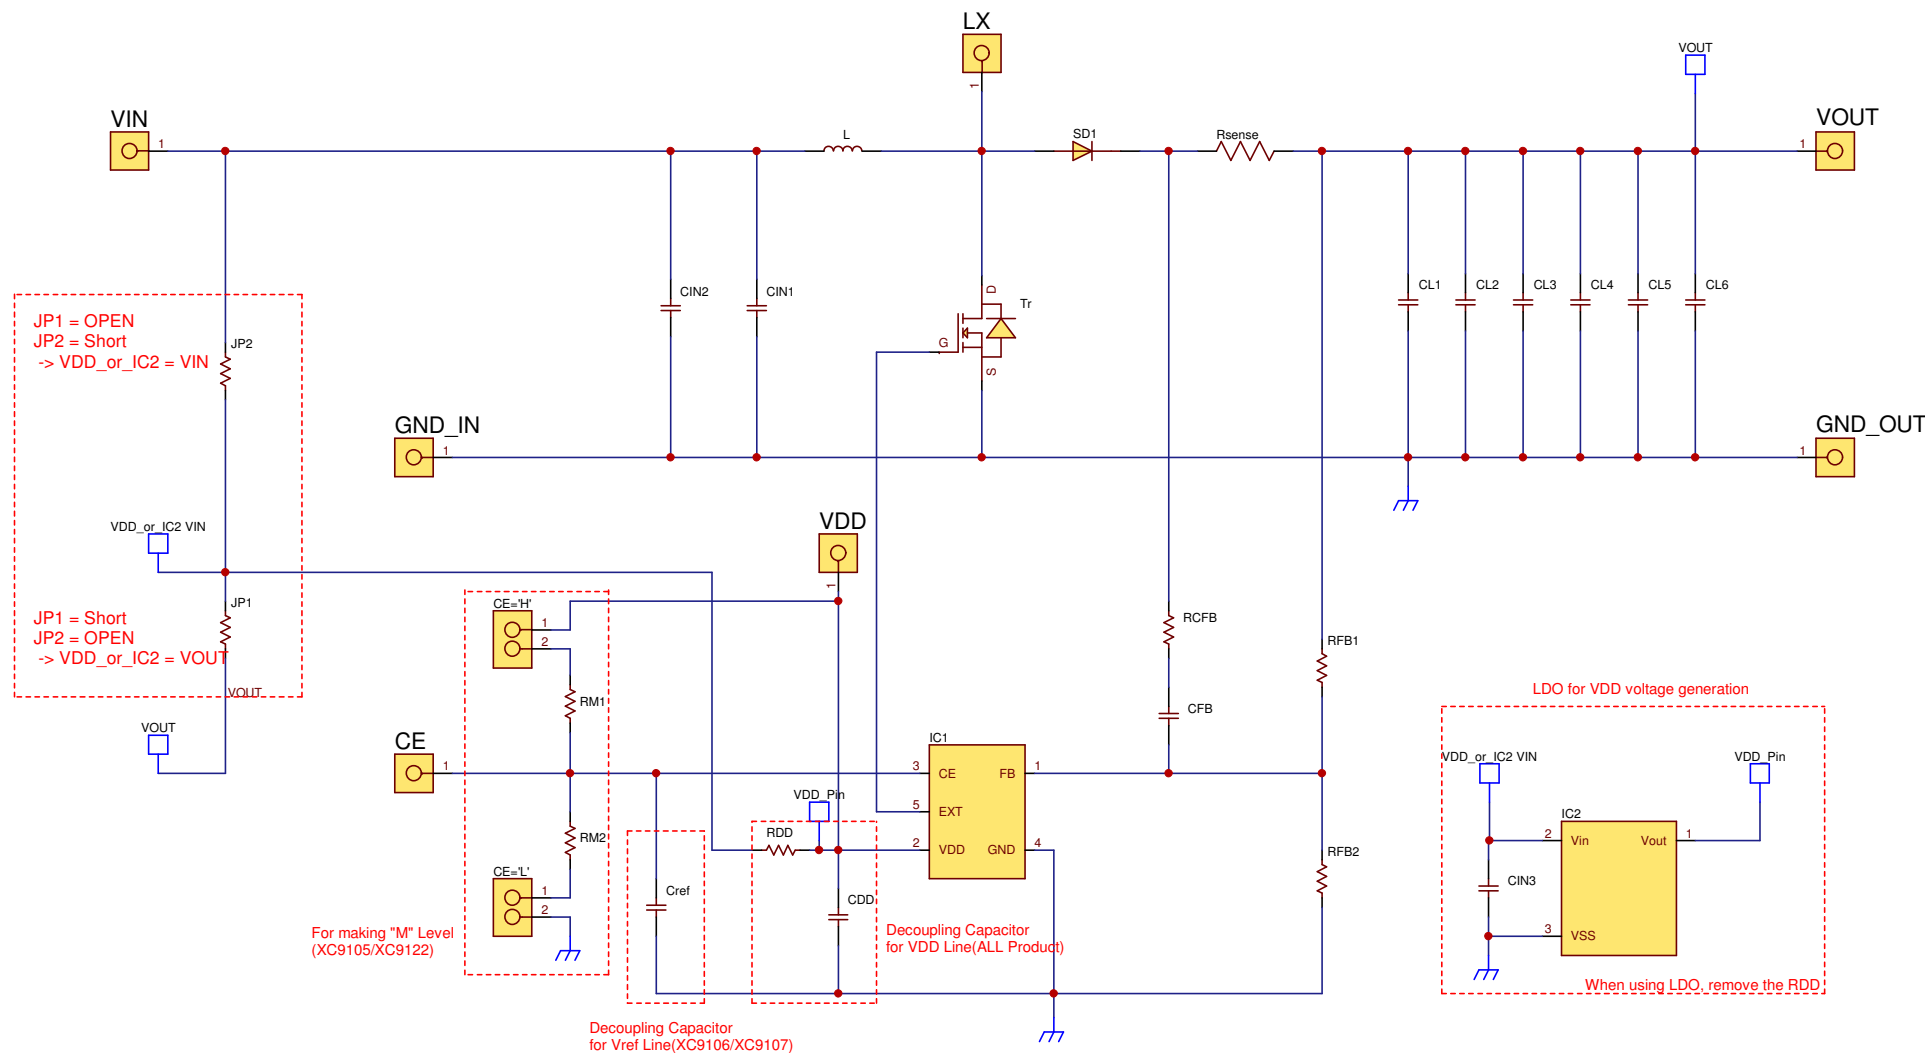 LX
1
VOUT
VIN
1
L
SD1
Rsense
VOUT
1
CIN2
CIN1
D
Tr
G
S
CL1
CL2
CL3
CL4
CL5
CL6
JP1 = OPEN
JP2 = Short
-> VDD_or_IC2 = VIN
JP2
GND_IN
1
GND_OUT
1
VDD_or_IC2 VIN
VDD
1
JP1 = Short
JP2 = OPEN
-> VDD_or_IC2 = VOUT
JP1
VOUT
VOUT
CE='H'
1
2
RM1
RCFB
RFB1
CFB
CE
1
RM2
CE='L'
1
2
For making "M" Level
(XC9105/XC9122)
Cref
Decoupling Capacitor
for Vref Line(XC9106/XC9107)
VDD_Pin
RDD
CDD
Decoupling Capacitor
for VDD Line(ALL Product)
IC1
3
CE
FB
1
5
EXT
2
VDD
GND
4
RFB2
LDO for VDD voltage generation
VDD_or_IC2 VIN
VDD_Pin
IC2
2
Vin
Vout
1
CIN3
3
VSS
When using LDO, remove the RDD